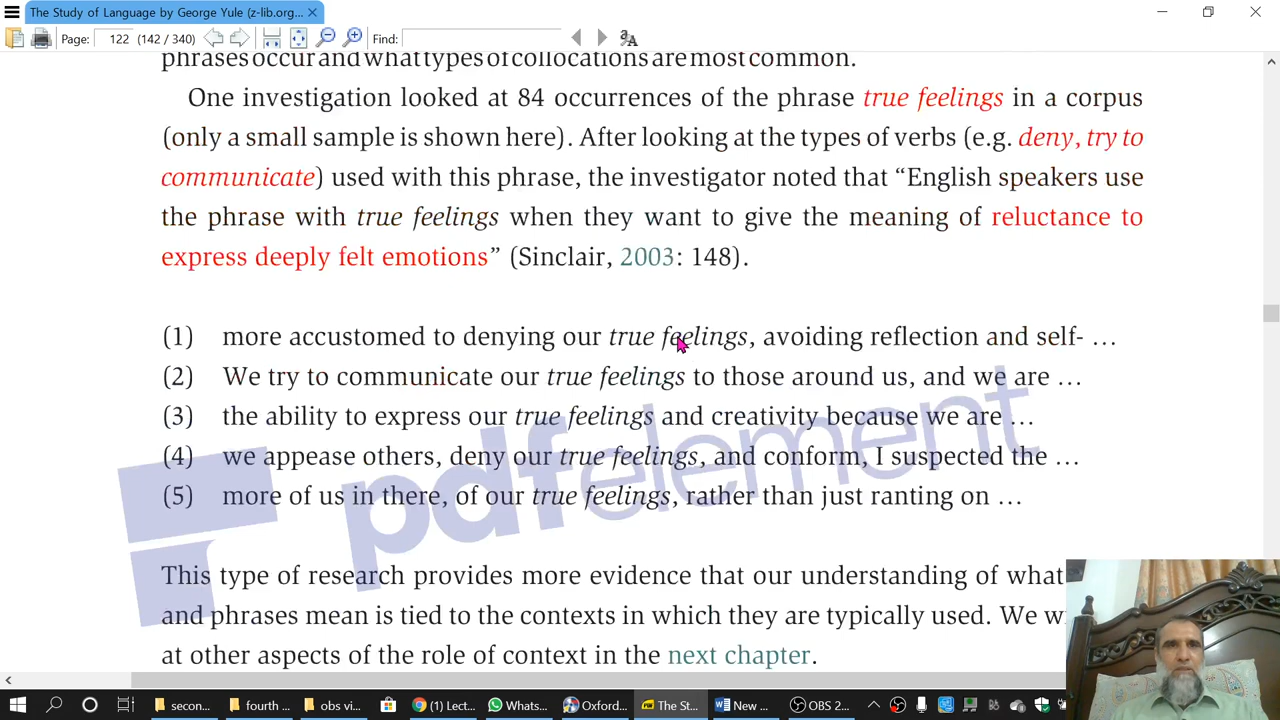 The Study of Language by George Yule (z-lib.org...
Page: 122 (142 / 340) Find:
phrases occur and what types of collocations are most common.
One investigation looked at 84 occurrences of the phrase true feelings in a corpus
(only a small sample is shown here). After looking at the types of verbs (e.g. deny, try to
communicate) used with this phrase, the investigator noted that “English speakers use
the phrase with true feelings when they want to give the meaning of reluctance to
express deeply felt emotions” (Sinclair, 2003: 148).
(1) more accustomed to denying our true feelings, avoiding reflection and self- …
(2) We try to communicate our true feelings to those around us, and we are …
(3) the ability to express our true feelings and creativity because we are …
(4) we appease others, deny our true feelings, and conform, I suspected the …
(5) more of us in there, of our true feelings, rather than just ranting on …
pdfelement
This type of research provides more evidence that our understanding of what
and phrases mean is tied to the contexts in which they are typically used. We wi
at other aspects of the role of context in the next chapter.
secon... fourth ... obs vi... (1) Lect... Whats... Oxford... The St... New ... OBS 2...